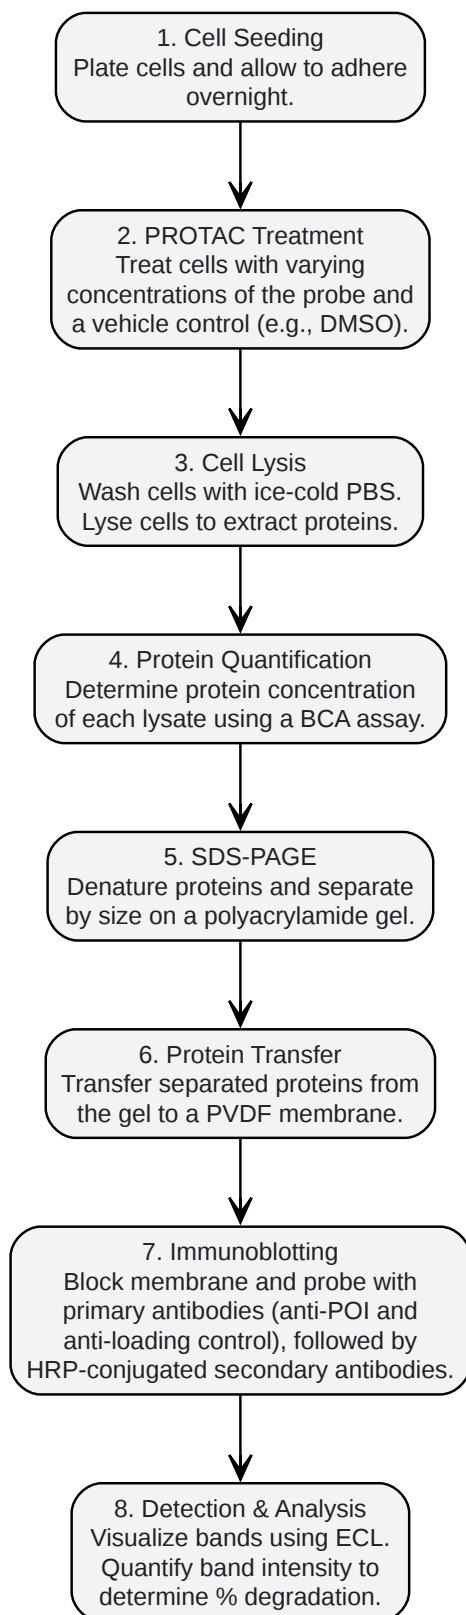 1. Cell Seeding
Plate cells and allow to adhere
overnight.
2. PROTAC Treatment
Treat cells with varying
concentrations of the probe and
a vehicle control (e.g., DMSO).
3. Cell Lysis
Wash cells with ice-cold PBS.
Lyse cells to extract proteins.
4. Protein Quantification
Determine protein concentration
of each lysate using a BCA assay.
5. SDS-PAGE
Denature proteins and separate
by size on a polyacrylamide gel.
6. Protein Transfer
Transfer separated proteins from
the gel to a PVDF membrane.
7. Immunoblotting
Block membrane and probe with
primary antibodies (anti-POI and
anti-loading control), followed by
HRP-conjugated secondary antibodies.
8. Detection & Analysis
Visualize bands using ECL.
Quantify band intensity to
determine % degradation.